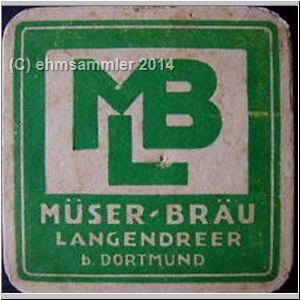 (C) ehmsammler 2014
MBL
MÜSER-BRÄU
LANGENDREER
b. DORTMUND